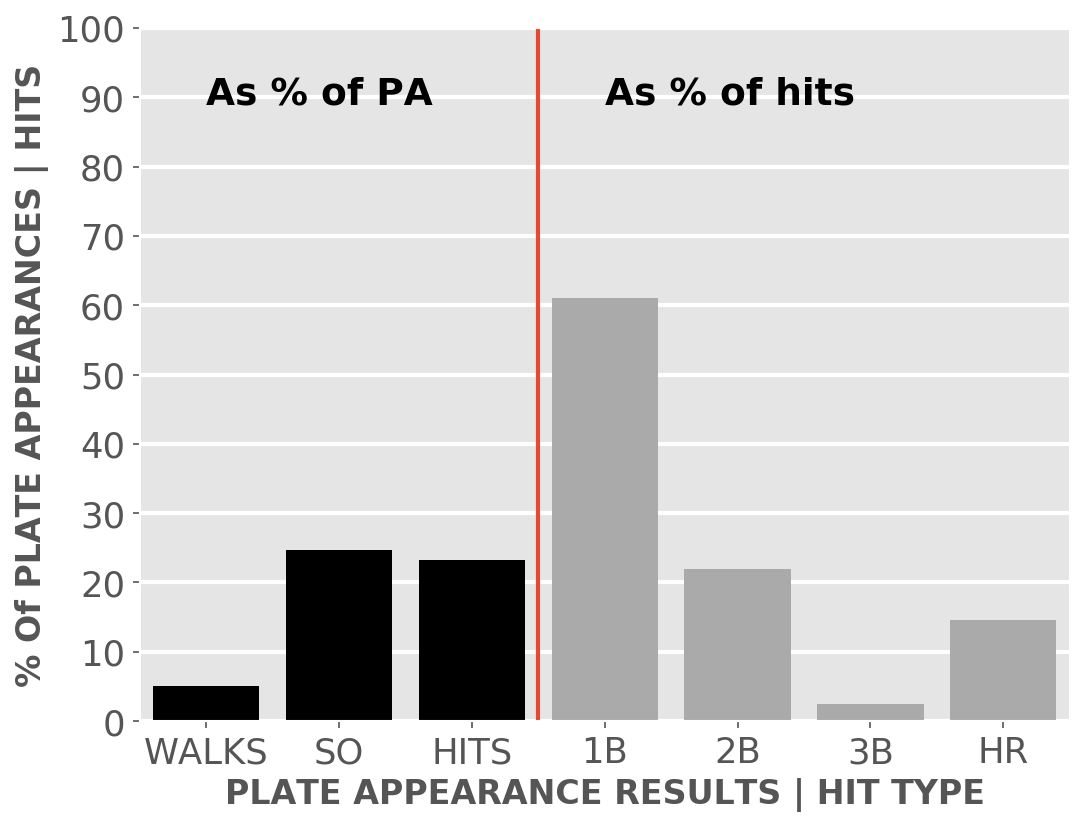 % Of PLATE APPEARANCES | HITS
100
90
80
70
60
50
40
30
20
10
0
As % of PA
As % of hits
WALKS SO HITS 1B 2B 3B HR
PLATE APPEARANCE RESULTS | HIT TYPE